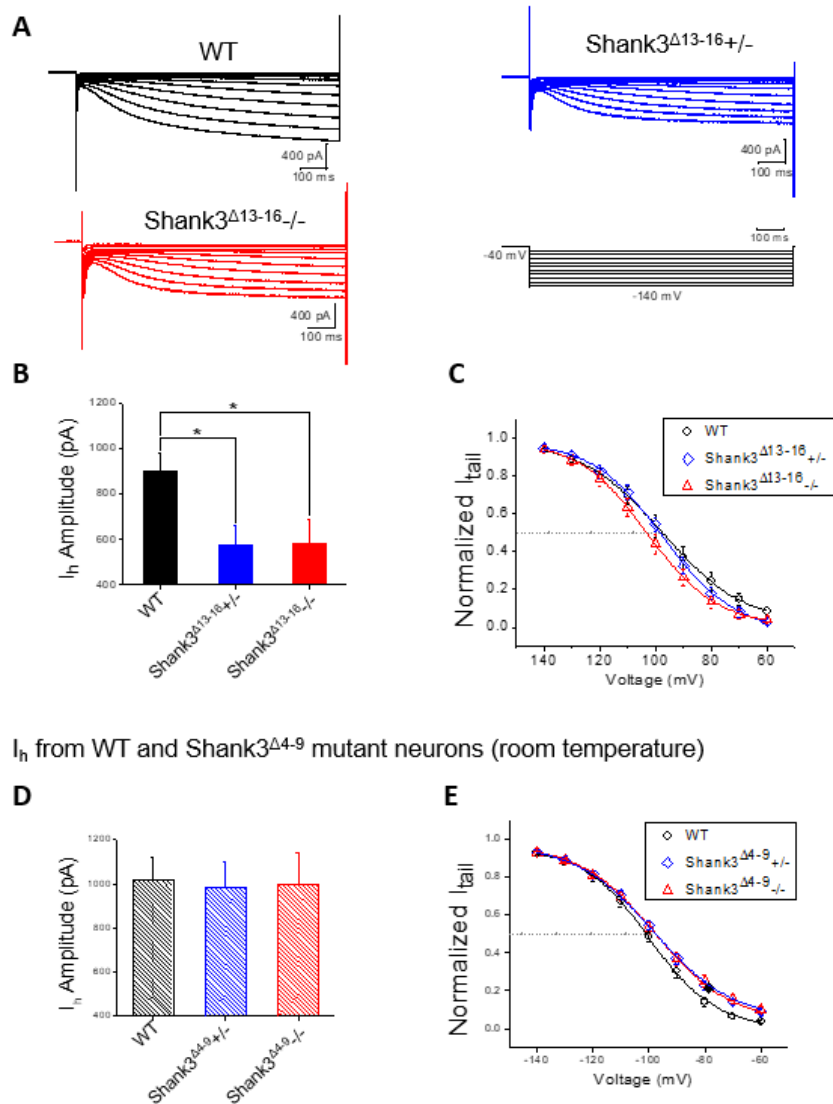 A
WT
400 pA
100 ms
Shank3Δ13-16+/-
400 pA
100 ms
Shank3Δ13-16-/-
400 pA
100 ms
100 ms
-40 mV
-140 mV
B
Ih Amplitude (pA)
1200
1000
800
600
400
*
*
WT
Shank3Δ13-16+/-
Shank3Δ13-16-/-
C
Normalized Itail
1.0
0.8
0.6
0.4
0.2
0.0
WT
Shank3Δ13-16+/-
Shank3Δ13-16-/-
140 120 100 80 60
Voltage (mV)
Ih from WT and Shank3Δ4-9 mutant neurons (room temperature)
D
Ih Amplitude (pA)
1200
1000
800
600
400
WT
Shank3Δ4-9+/-
Shank3Δ4-9-/-
E
Normalized Itail
1.0
0.8
0.6
0.4
0.2
0.0
WT
Shank3Δ4-9+/-
Shank3Δ4-9-/-
-140 -120 -100 -80 -60
Voltage (mV)